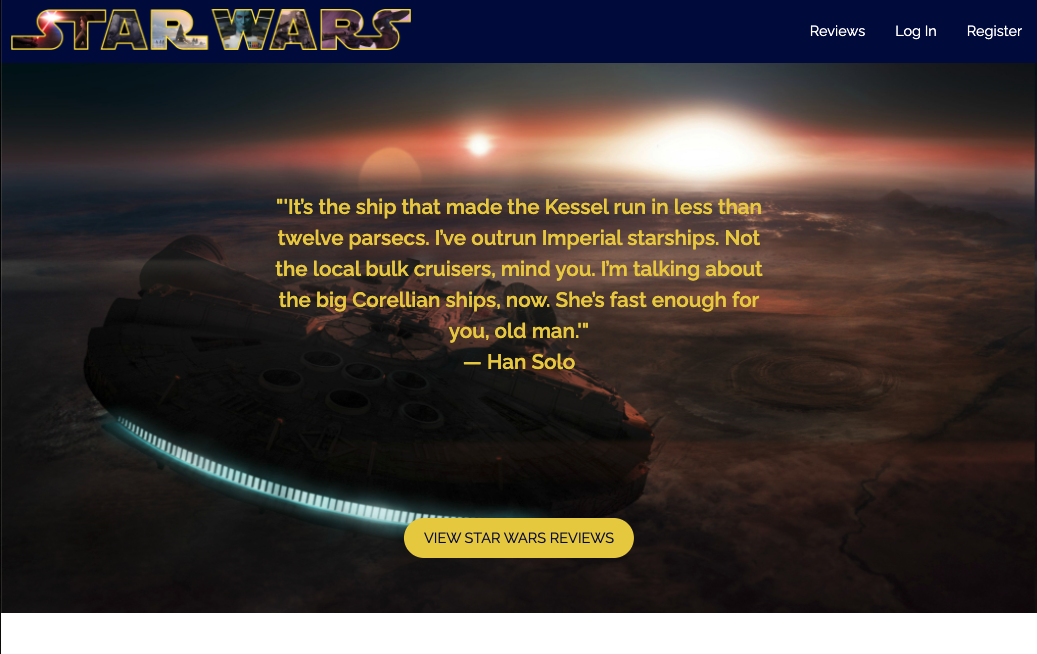 STAR WARS
Reviews Log In Register
"'It's the ship that made the Kessel run in less than
twelve parsecs. I've outrun Imperial starships. Not
the local bulk cruisers, mind you. I'm talking about
the big Corellian ships, now. She's fast enough for
you, old man.'"
— Han Solo
VIEW STAR WARS REVIEWS